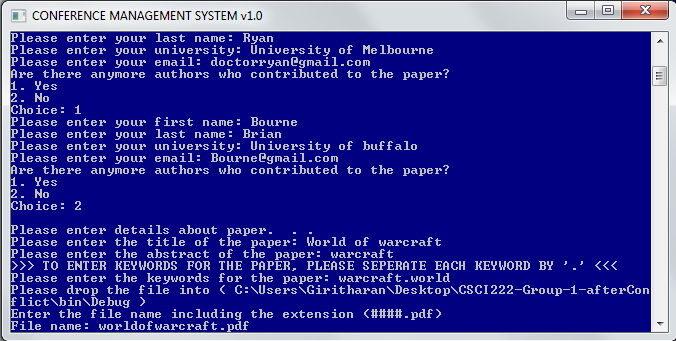 CONFERENCE MANAGEMENT SYSTEM v1.0
Please enter your last name: Ryan
Please enter your university: University of Melbourne
Please enter your email: doctorryan@gmail.com
Are there anymore authors who contributed to the paper?
1. Yes
2. No
Choice: 1
Please enter your first name: Bourne
Please enter your last name: Brian
Please enter your university: University of buffalo
Please enter your email: Bourne@gmail.com
Are there anymore authors who contributed to the paper?
1. Yes
2. No
Choice: 2
Please enter details about paper.  . .
Please enter the title of the paper: World of warcraft
Please enter the abstract of the paper: warcraft
>>> TO ENTER KEYWORDS FOR THE PAPER, PLEASE SEPERATE EACH KEYWORD BY '.' <<<
Please enter the keywords for the paper: warcraft.world
Please drop the file into ( C:\Users\Giritharan\Desktop\CSCI222-Group-1-afterCon
flict\bin\Debug )
Enter the file name including the extension (####.pdf)
File name: worldofwarcraft.pdf